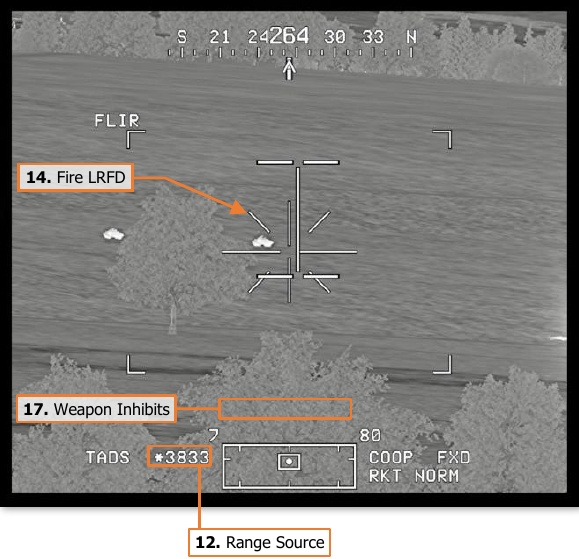 S 21 24 264 30 33 N
FLIR
14. Fire LRFD
17. Weapon Inhibits
7 80
TADS *3833 COOP FXD
RKT NORM
12. Range Source